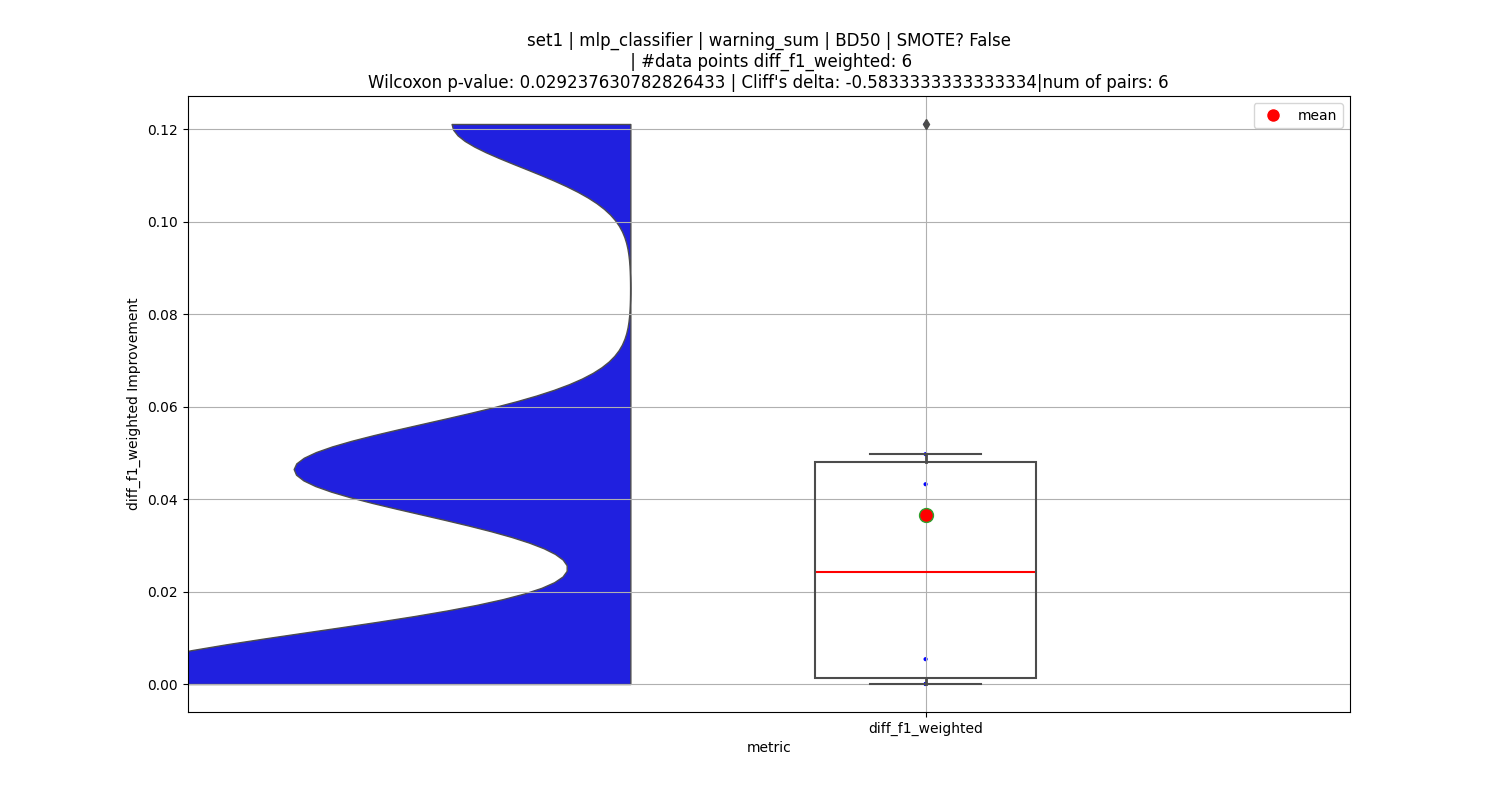 set1 | mlp_classifier | warning_sum | BD50 | SMOTE? False
| #data points diff_f1_weighted: 6
Wilcoxon p-value: 0.029237630782826433 | Cliff's delta: -0.5833333333333334|num of pairs: 6
mean
0.12
0.10
0.08
0.06
0.04
0.02
0.00
diff_f1_weighted Improvement
diff_f1_weighted
metric